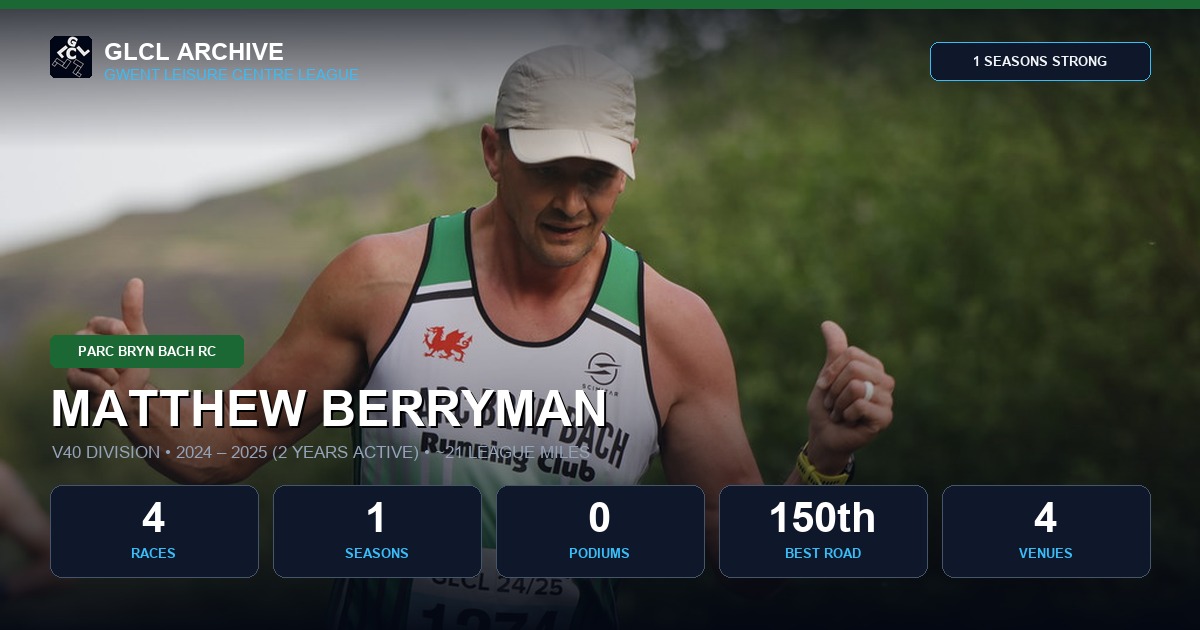 GLCL ARCHIVE
GWENT LEISURE CENTRE LEAGUE
1 SEASONS STRONG
PARC BRYN BACH RC
MATTHEW BERRYMAN
V40 DIVISION • 2024 – 2025 (2 YEARS ACTIVE) • ~21 LEAGUE MILES
Running Club
4
RACES
1
SEASONS
0
PODIUMS
150th
BEST ROAD
4
VENUES
GLCL 24/25